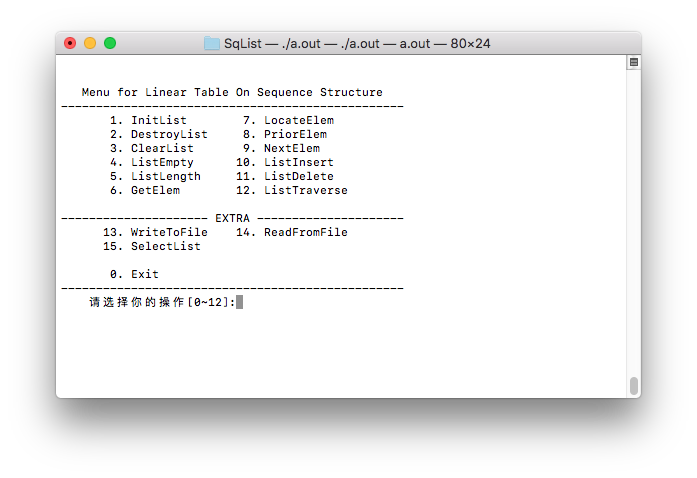 SqList — ./a.out — ./a.out — a.out — 80×24
Menu for Linear Table On Sequence Structure
-------------------------------------------------
1. InitList 7. LocateElem
2. DestroyList 8. PriorElem
3. ClearList 9. NextElem
4. ListEmpty 10. ListInsert
5. ListLength 11. ListDelete
6. GetElem 12. ListTraverse
--------------------- EXTRA ---------------------
13. WriteToFile 14. ReadFromFile
15. SelectList
0. Exit
-------------------------------------------------
请选择你的操作[0~12]: